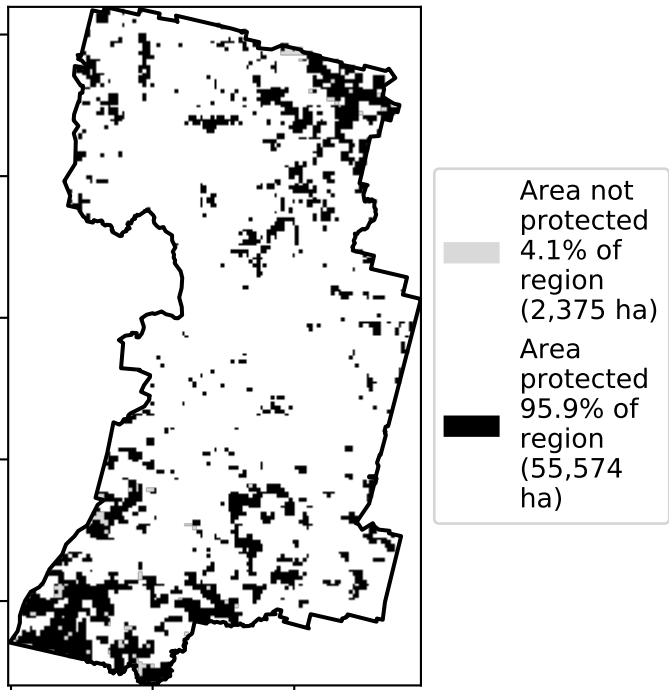 Area not
protected
4.1% of
region
(2,375 ha)
Area
protected
95.9% of
region
(55,574
ha)